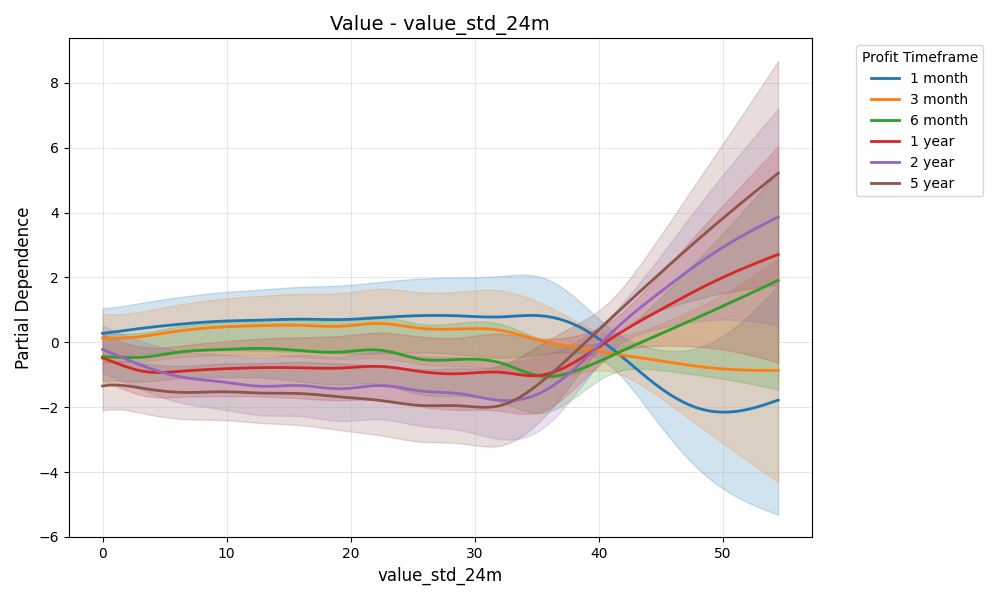 Value - value_std_24m
Profit Timeframe
1 month
3 month
6 month
1 year
2 year
5 year
Partial Dependence
8
6
4
2
0
−2
−4
−6
0 10 20 30 40 50
value_std_24m